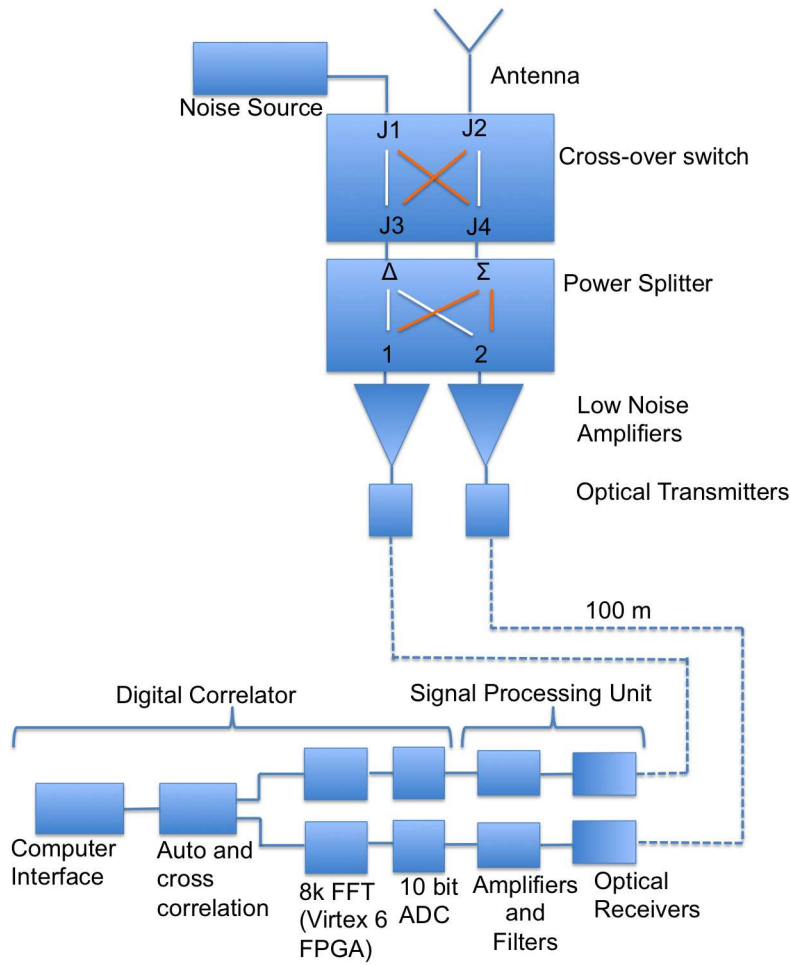 Antenna
Noise Source
J1 J2
Cross-over switch
J3 J4
Δ Σ
Power Splitter
1 2
Low Noise
Amplifiers
Optical Transmitters
100 m
Digital Correlator
Signal Processing Unit
Computer
Interface
Auto and
cross
correlation
8k FFT
(Virtex 6
FPGA)
10 bit
ADC
Amplifiers
and
Filters
Optical
Receivers